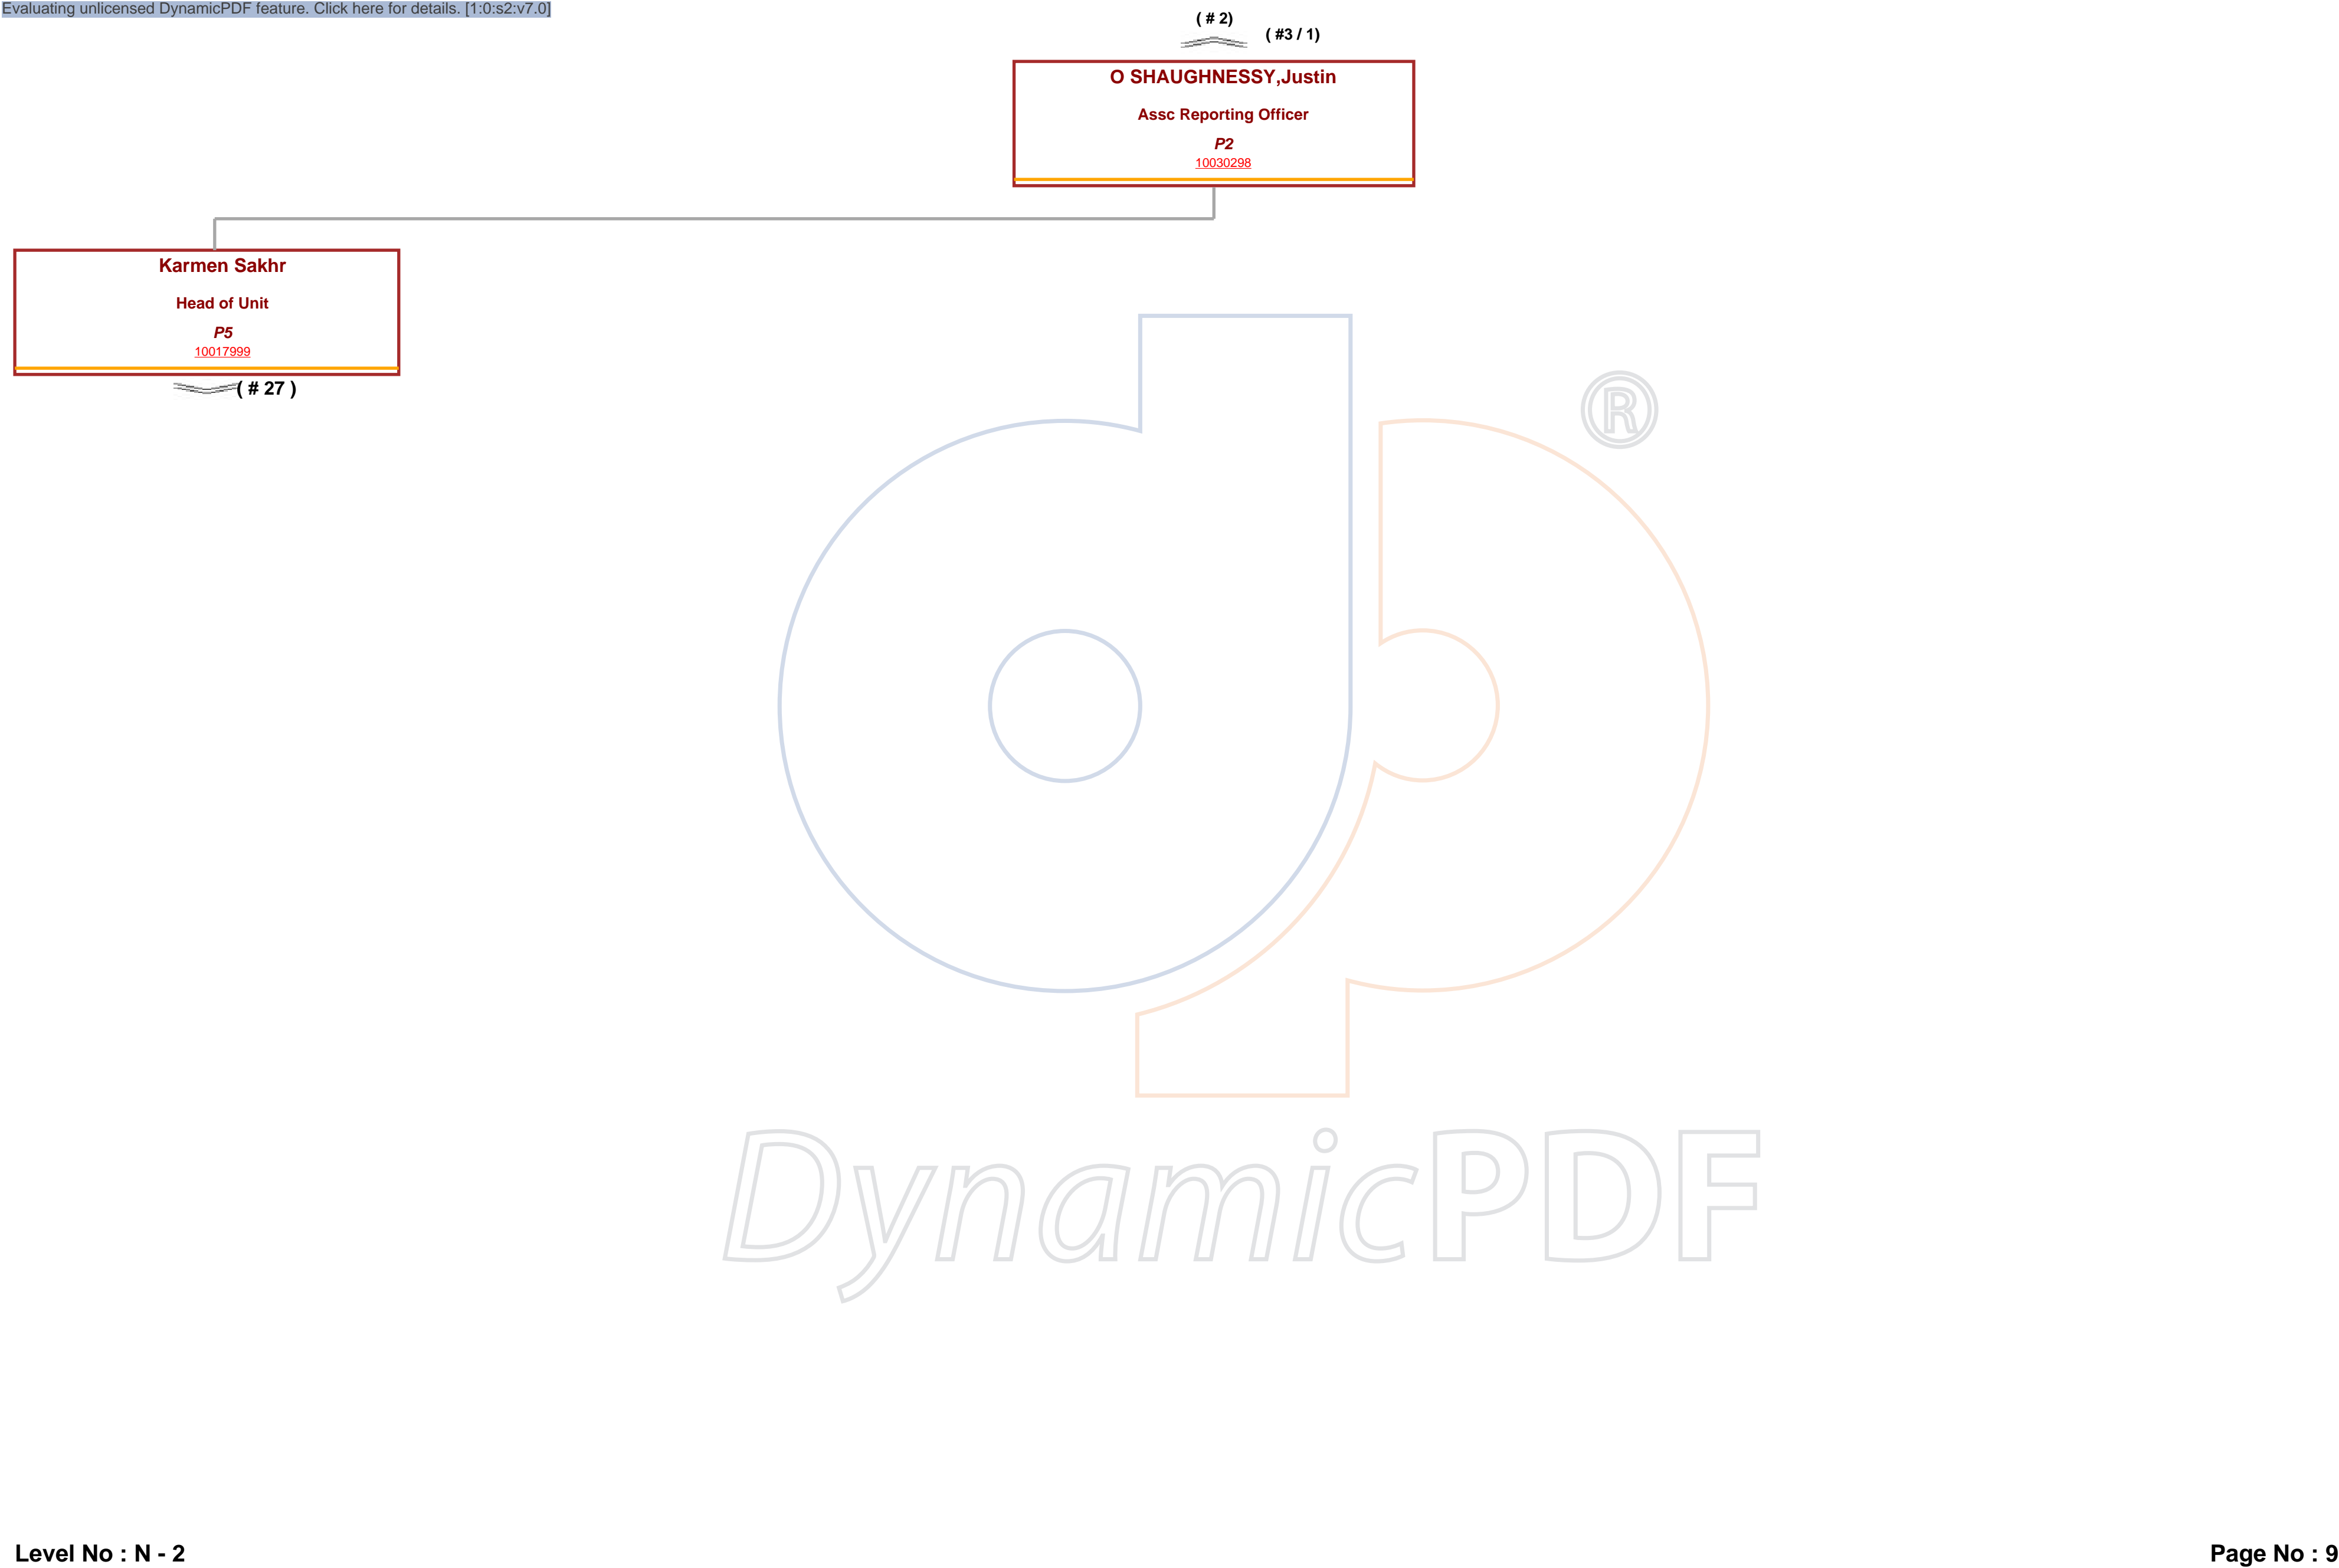 Evaluating unlicensed DynamicPDF feature. Click here for details. [1:0:s2:v7.0]
( # 2)
( #3 / 1)
O SHAUGHNESSY,Justin
Assc Reporting Officer
P2
10030298
Karmen Sakhr
Head of Unit
P5
10017999
( # 27 )
®
DynamicPDF
Level No : N - 2
Page No : 9